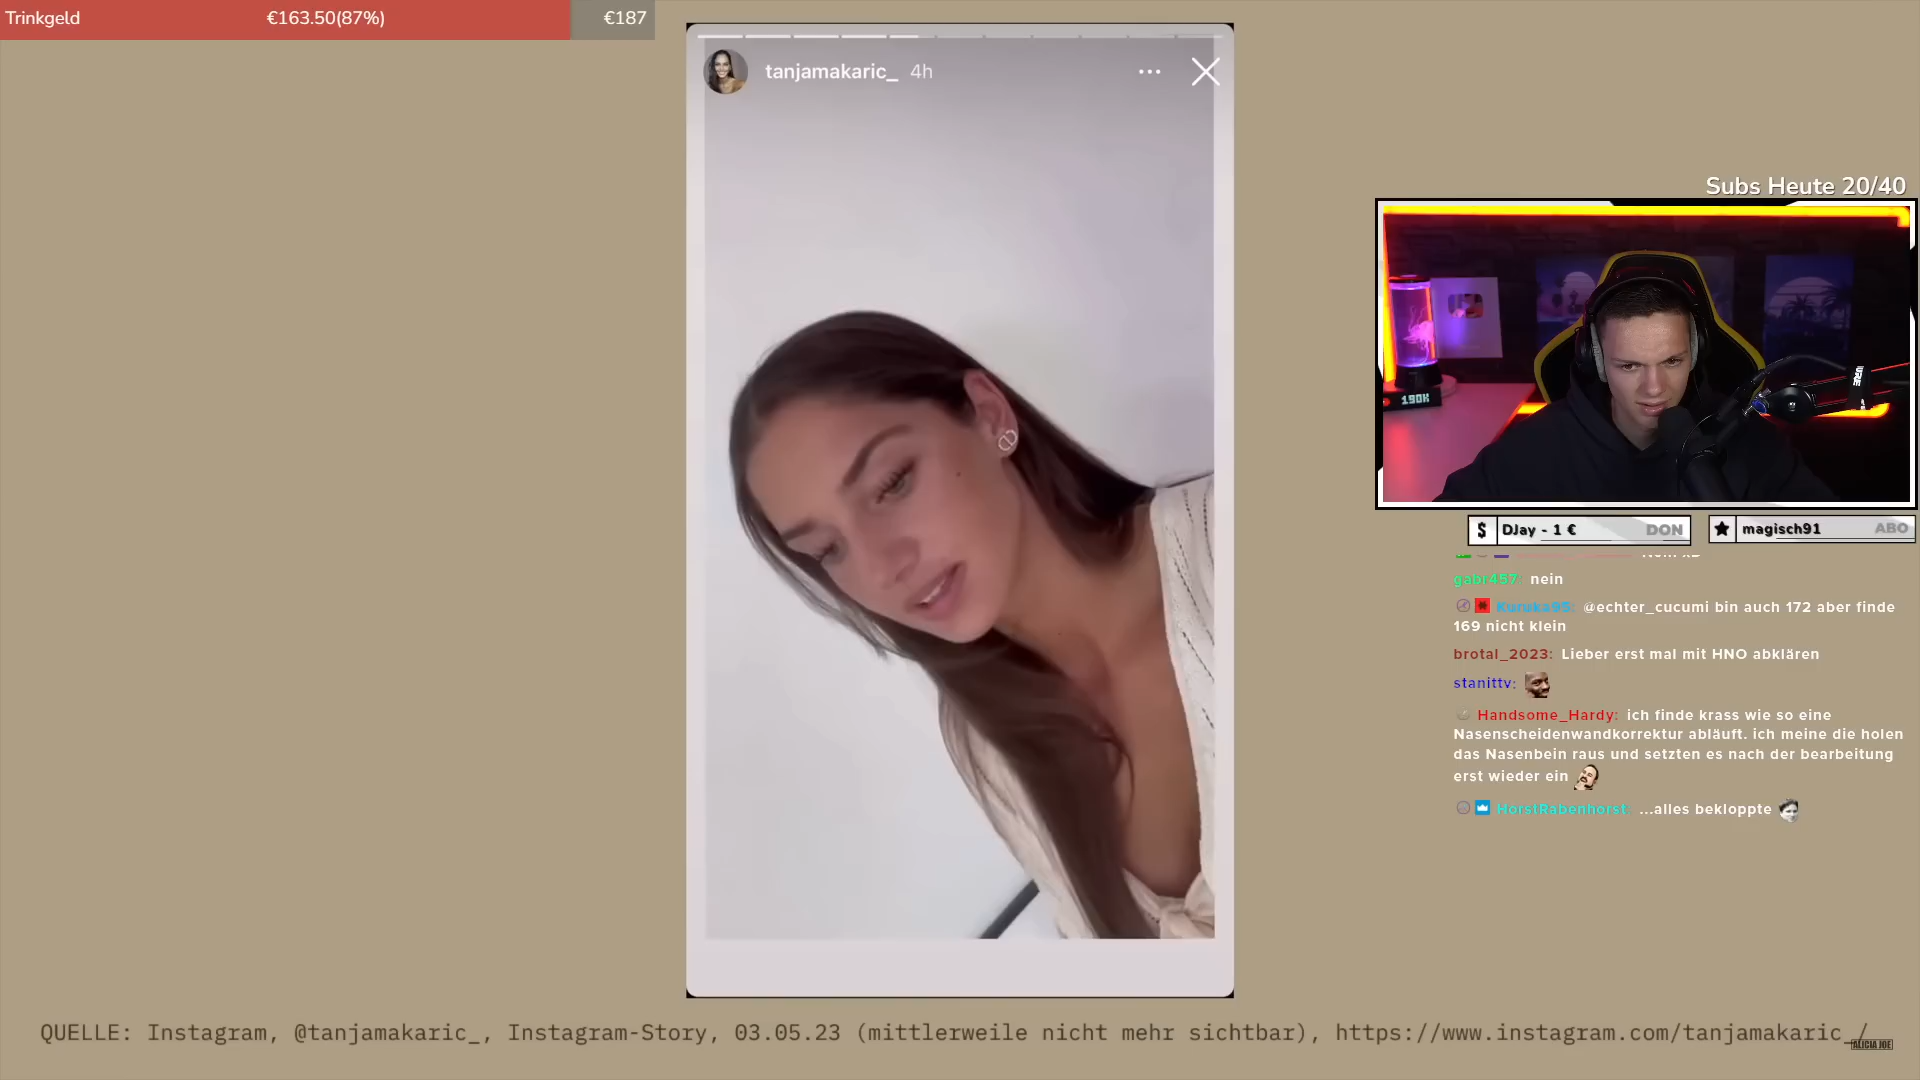 Trinkgeld €163.50(87%) €187
tanjamakaric_ 4h
Subs Heute 20/40
190K
$ DJay - 1 € DON
magisch91 ABO
gabr457: nein
Kuruka95: @echter_cucumi bin auch 172 aber finde
169 nicht klein
brotal_2023: Lieber erst mal mit HNO abklären
stanittv:
Handsome_Hardy: ich finde krass wie so eine
Nasenscheidenwandkorrektur abläuft. ich meine die holen
das Nasenbein raus und setzten es nach der bearbeitung
erst wieder ein
HorstRabenhorst: ...alles bekloppte
QUELLE: Instagram, @tanjamakaric_, Instagram-Story, 03.05.23 (mittlerweile nicht mehr sichtbar), https://www.instagram.com/tanjamakaric_/
ALICIA JOE